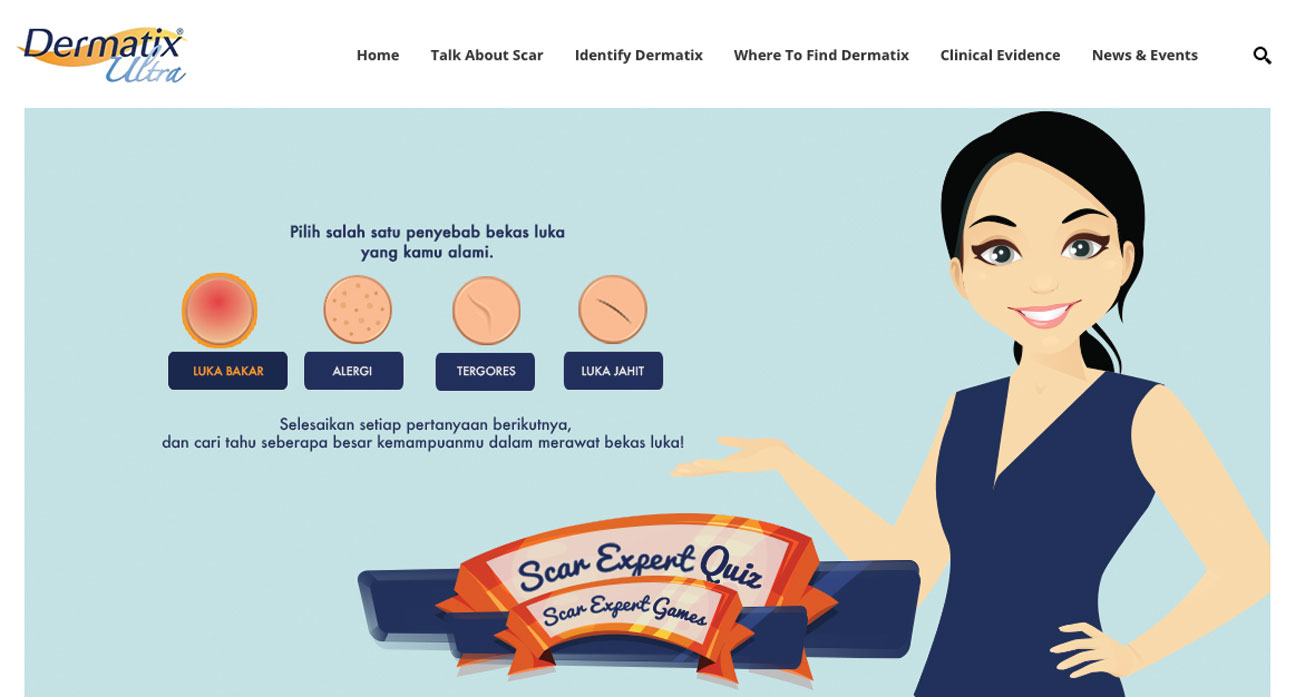 Dermatix®
Ultra
Home Talk About Scar Identify Dermatix Where To Find Dermatix Clinical Evidence News & Events
Pilih salah satu penyebab bekas luka
yang kamu alami.
LUKA BAKAR ALERGI TERGORES LUKA JAHIT
Selesaikan setiap pertanyaan berikutnya,
dan cari tahu seberapa besar kemampuanmu dalam merawat bekas luka!
Scar Expert Quiz
Scar Expert Games